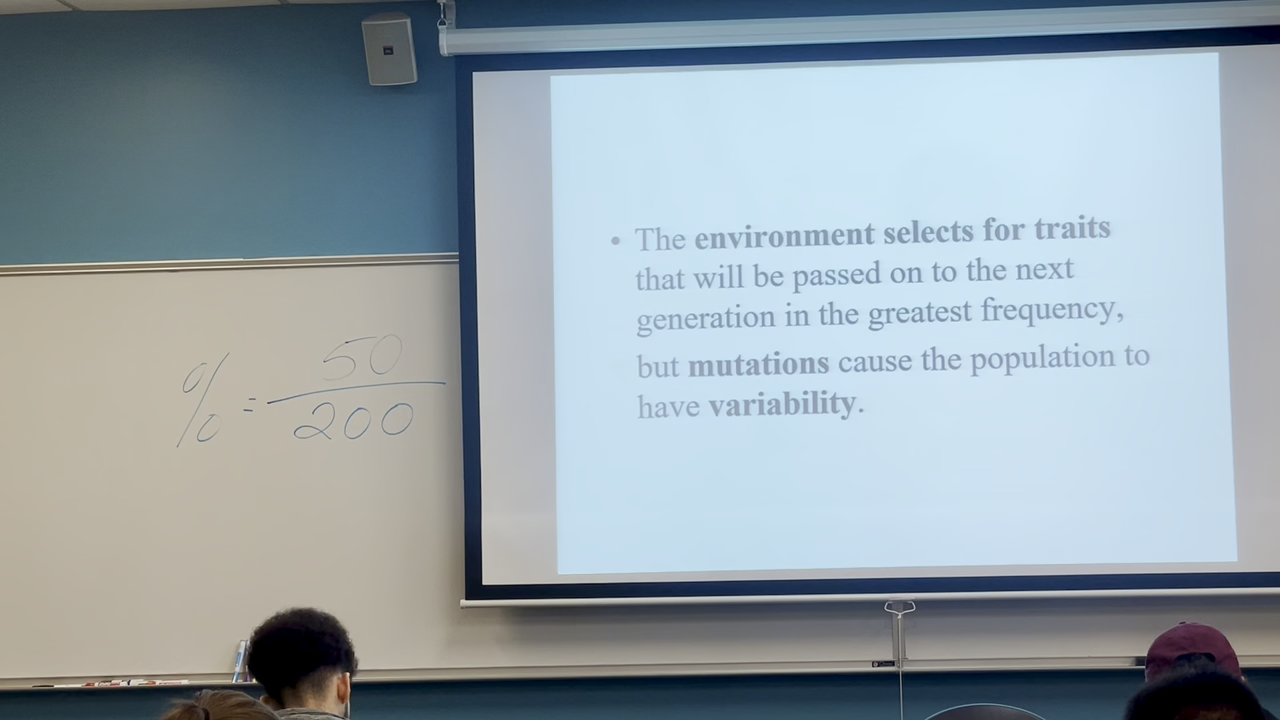 % = 50
200
• The environment selects for traits
that will be passed on to the next
generation in the greatest frequency,
but mutations cause the population to
have variability.